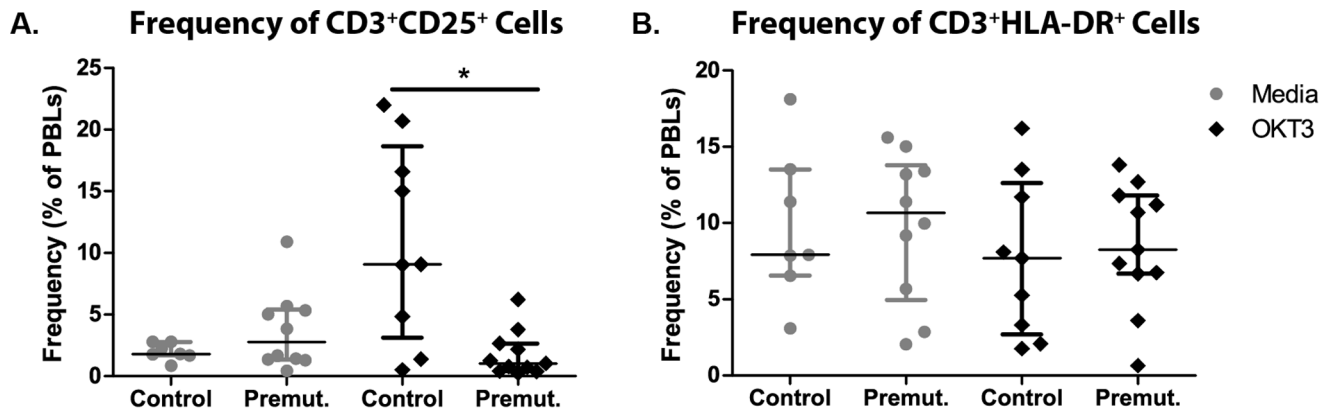 A. Frequency of CD3⁺CD25⁺ Cells
Frequency (% of PBLs)
25
20
15
10
5
0
*
Control Premut. Control Premut.
B. Frequency of CD3⁺HLA-DR⁺ Cells
Frequency (% of PBLs)
20
15
10
5
0
Control Premut. Control Premut.
Media
OKT3